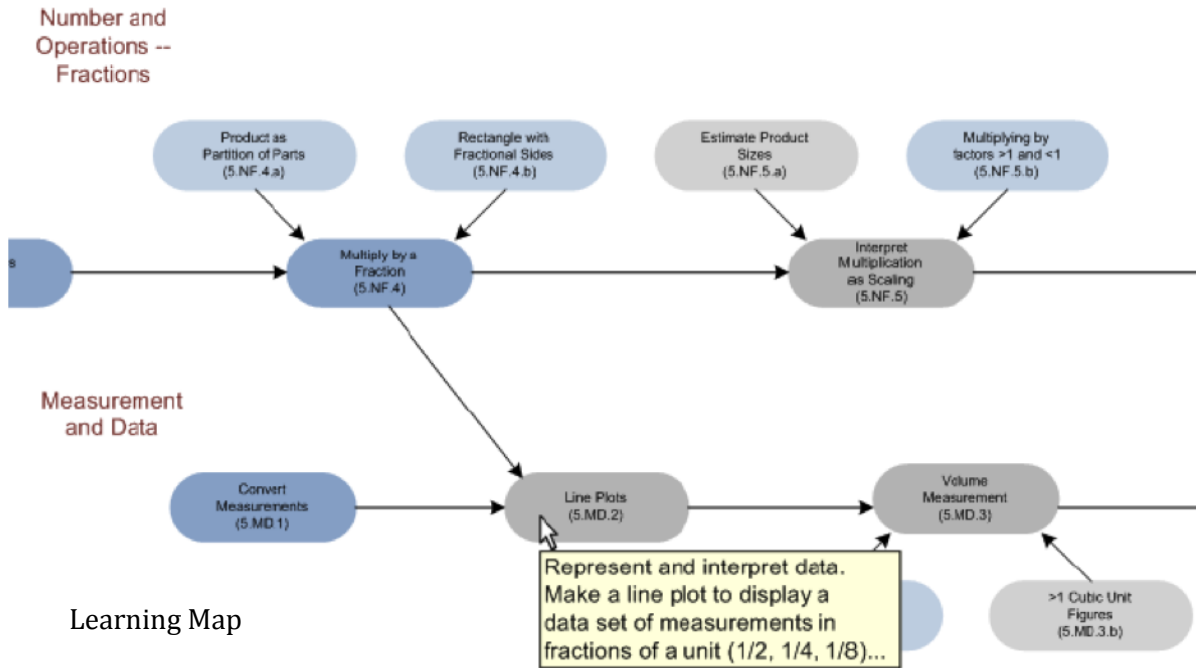 Number and
Operations --
Fractions
Product as
Partition of Parts
(5.NF.4.a)
Rectangle with
Fractional Sides
(5.NF.4.b)
Estimate Product
Sizes
(5.NF.5.a)
Multiplying by
factors >1 and <1
(5.NF.5.b)
s
Multiply by a
Fraction
(5.NF.4)
Interpret
Multiplication
as Scaling
(5.NF.5)
Measurement
and Data
Convert
Measurements
(5.MD.1)
Line Plots
(5.MD.2)
Volume
Measurement
(5.MD.3)
Represent and interpret data.
Make a line plot to display a
data set of measurements in
fractions of a unit (1/2, 1/4, 1/8)...
>1 Cubic Unit
Figures
(5.MD.3.b)
Learning Map